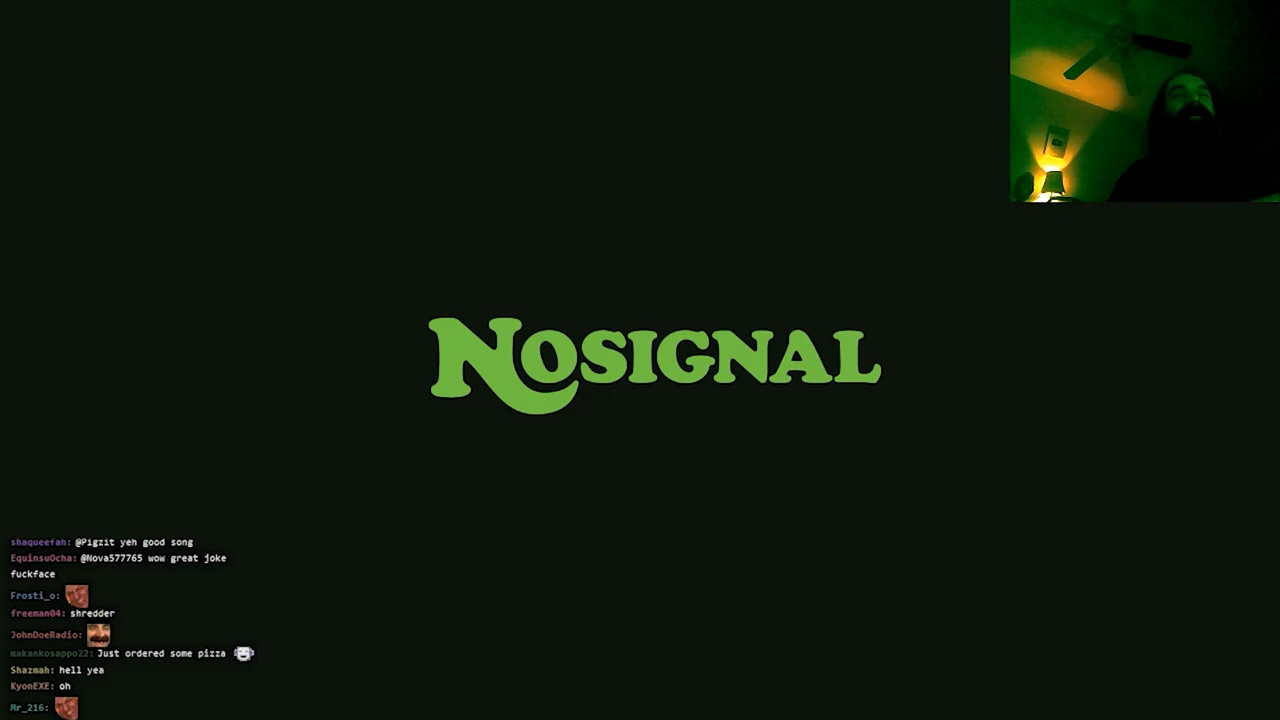 NOSIGNAL
shaqueefah: @Pigzit yeh good song
EquinsuOcha: @Nova577765 wow great joke
fuckface
Frosti_o:
freeman04: shredder
JohnDoeRadio:
makankosappo22: Just ordered some pizza
Shazmah: hell yea
KyonEXE: oh
Mr_216: